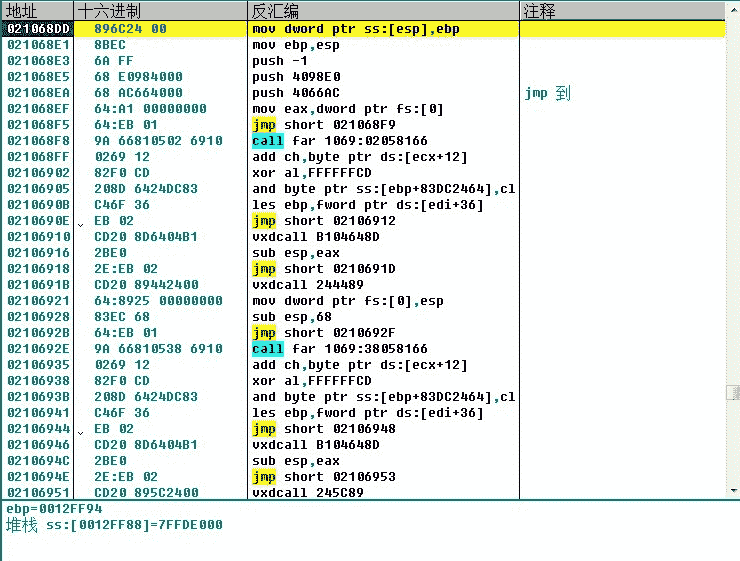 地址 十六进制 反汇编 注释
021068DD 896C24 00 mov dword ptr ss:[esp],ebp
021068E1 8BEC mov ebp,esp
021068E3 6A FF push -1
021068E5 68 E0984000 push 4098E0
021068EA 68 AC664000 push 4066AC jmp 到
021068EF 64:A1 00000000 mov eax,dword ptr fs:[0]
021068F5 64:EB 01 jmp short 021068F9
021068F8 9A 66810502 6910 call far 1069:02058166
021068FF 0269 12 add ch,byte ptr ds:[ecx+12]
02106902 82F0 CD xor al,FFFFFFCD
02106905 208D 6424DC83 and byte ptr ss:[ebp+83DC2464],cl
0210690B C46F 36 les ebp,fword ptr ds:[edi+36]
0210690E EB 02 jmp short 02106912
02106910 CD20 8D6404B1 vxdcall B104648D
02106916 2BE0 sub esp,eax
02106918 2E:EB 02 jmp short 0210691D
0210691B CD20 89442400 vxdcall 244489
02106921 64:8925 00000000 mov dword ptr fs:[0],esp
02106928 83EC 68 sub esp,68
0210692B 64:EB 01 jmp short 0210692F
0210692E 9A 66810538 6910 call far 1069:38058166
02106935 0269 12 add ch,byte ptr ds:[ecx+12]
02106938 82F0 CD xor al,FFFFFFCD
0210693B 208D 6424DC83 and byte ptr ss:[ebp+83DC2464],cl
02106941 C46F 36 les ebp,fword ptr ds:[edi+36]
02106944 EB 02 jmp short 02106948
02106946 CD20 8D6404B1 vxdcall B104648D
0210694C 2BE0 sub esp,eax
0210694E 2E:EB 02 jmp short 02106953
02106951 CD20 895C2400 vxdcall 245C89
ebp=0012FF94
堆栈 ss:[0012FF88]=7FFDE000